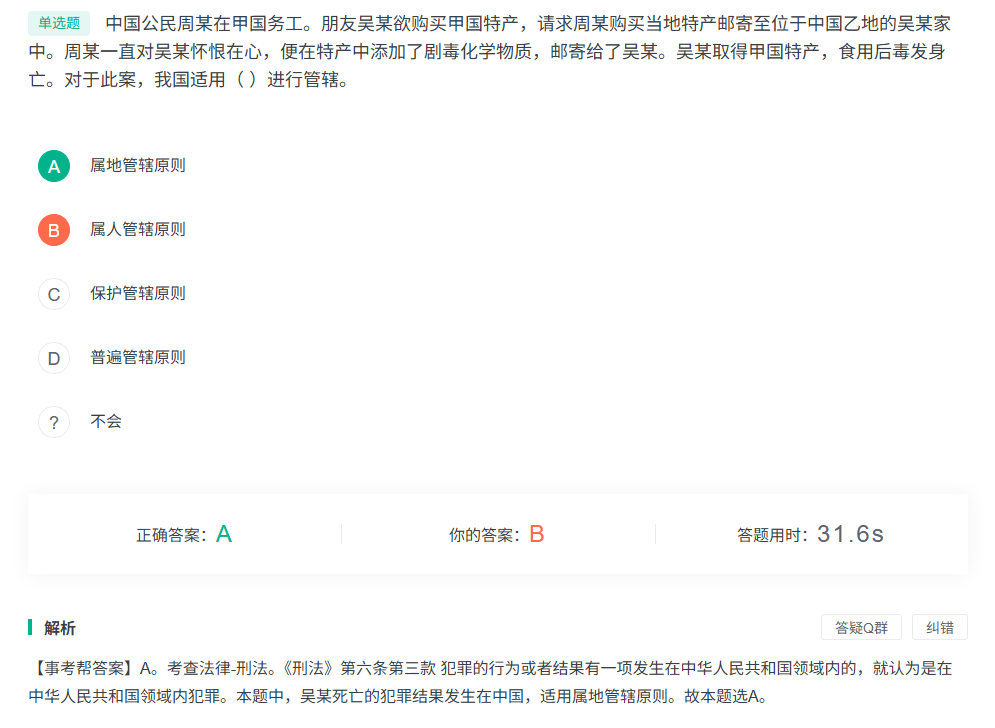 单选题 中国公民周某在甲国务工。朋友吴某欲购买甲国特产，请求周某购买当地特产邮寄至位于中国乙地的吴某家
中。周某一直对吴某怀恨在心，便在特产中添加了剧毒化学物质，邮寄给了吴某。吴某取得甲国特产，食用后毒发身
亡。对于此案，我国适用（ ）进行管辖。
A 属地管辖原则
B 属人管辖原则
C 保护管辖原则
D 普遍管辖原则
? 不会
正确答案：A 你的答案：B 答题用时：31.6s
解析 答疑Q群 纠错
【事考帮答案】A。考查法律-刑法。《刑法》第六条第三款 犯罪的行为或者结果有一项发生在中华人民共和国领域内的，就认为是在
中华人民共和国领域内犯罪。本题中，吴某死亡的犯罪结果发生在中国，适用属地管辖原则。故本题选A。